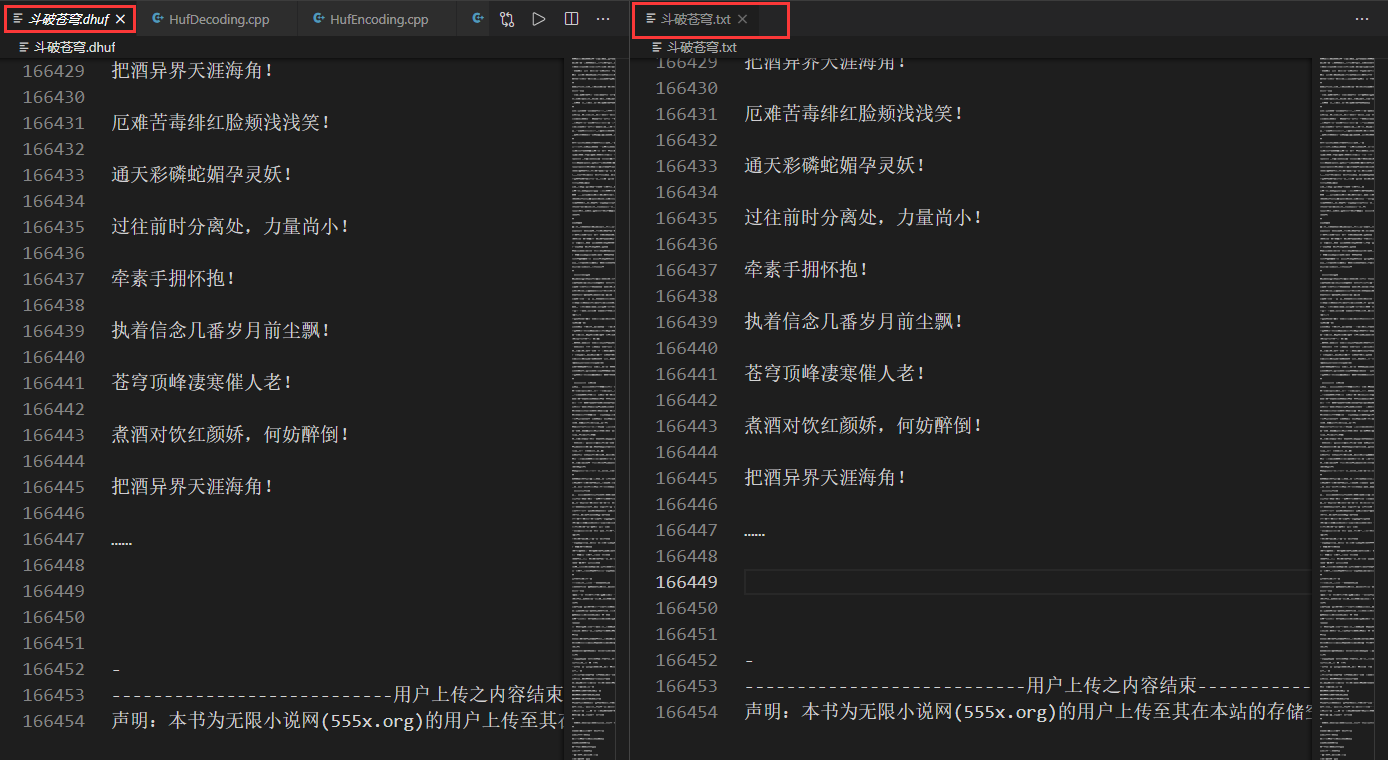 斗破苍穹.dhuf
HufDecoding.cpp
HufEncoding.cpp
斗破苍穹.dhuf
166429 把酒异界天涯海角！
166430
166431 厄难苦毒绯红脸颊浅浅笑！
166432
166433 通天彩磷蛇媚孕灵妖！
166434
166435 过往前时分离处，力量尚小！
166436
166437 牵素手拥怀抱！
166438
166439 执着信念几番岁月前尘飘！
166440
166441 苍穹顶峰凄寒催人老！
166442
166443 煮酒对饮红颜娇，何妨醉倒！
166444
166445 把酒异界天涯海角！
166446
166447 ……
166448
166449
166450
166451
166452 -
166453 ---------------------------用户上传之内容结束
166454 声明：本书为无限小说网(555x.org)的用户上传至其在
斗破苍穹.txt
斗破苍穹.txt
166429 把酒异界天涯海角！
166430
166431 厄难苦毒绯红脸颊浅浅笑！
166432
166433 通天彩磷蛇媚孕灵妖！
166434
166435 过往前时分离处，力量尚小！
166436
166437 牵素手拥怀抱！
166438
166439 执着信念几番岁月前尘飘！
166440
166441 苍穹顶峰凄寒催人老！
166442
166443 煮酒对饮红颜娇，何妨醉倒！
166444
166445 把酒异界天涯海角！
166446
166447 ……
166448
166449
166450
166451
166452 -
166453 ---------------------------用户上传之内容结束-----------
166454 声明：本书为无限小说网(555x.org)的用户上传至其在本站的存储空